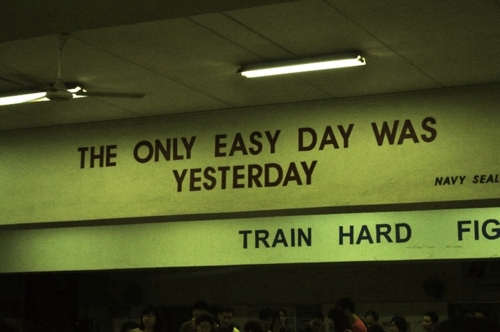 THE ONLY EASY DAY WAS
YESTERDAY
NAVY SEAL
TRAIN HARD FIG